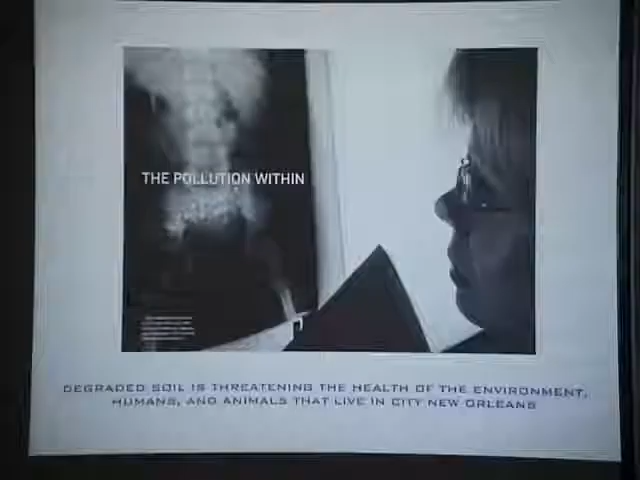 THE POLLUTION WITHIN
DEGRADED SOIL IS THREATENING THE HEALTH OF THE ENVIRONMENT,
HUMANS, AND ANIMALS THAT LIVE IN CITY NEW ORLEANS